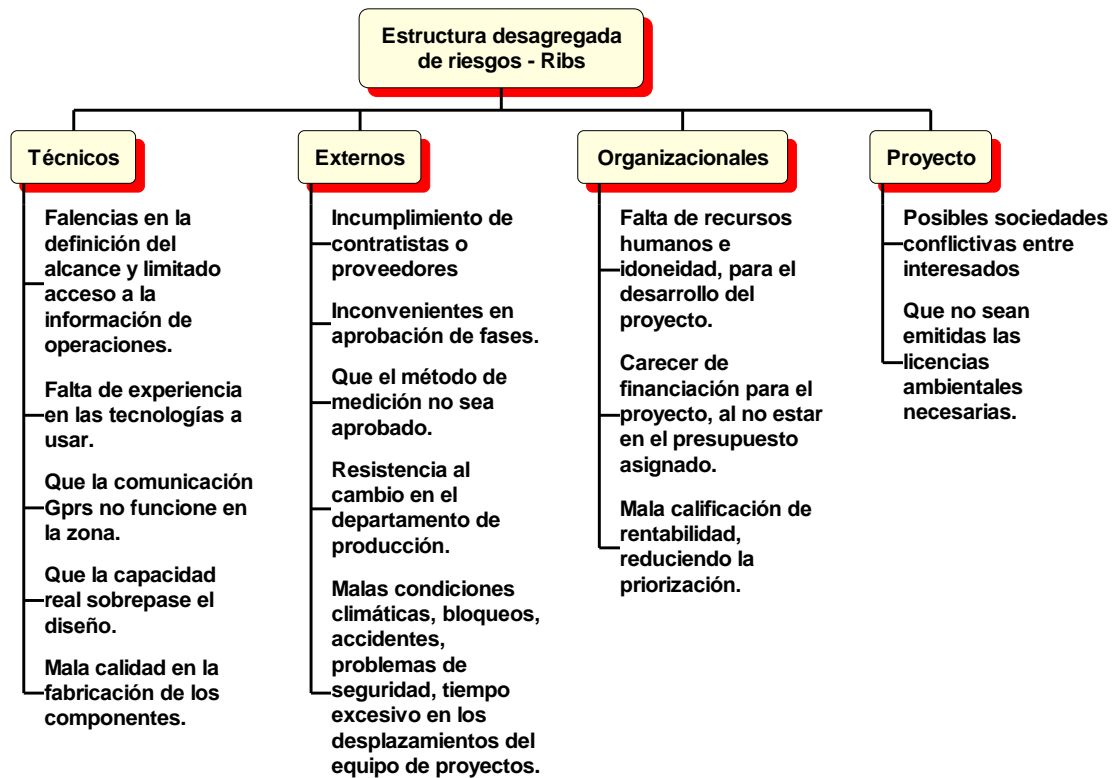 Estructura desagregada
de riesgos - Ribs
Técnicos
Externos
Organizacionales
Proyecto
Falencias en la
definición del
alcance y limitado
acceso a la
información de
operaciones.
Falta de experiencia
en las tecnologías a
usar.
Que la comunicación
Gprs no funcione en
la zona.
Que la capacidad
real sobrepase el
diseño.
Mala calidad en la
fabricación de los
componentes.
Incumplimiento de
contratistas o
proveedores
Inconvenientes en
aprobación de fases.
Que el método de
medición no sea
aprobado.
Resistencia al
cambio en el
departamento de
producción.
Malas condiciones
climáticas, bloqueos,
accidentes,
problemas de
seguridad, tiempo
excesivo en los
desplazamientos del
equipo de proyectos.
Falta de recursos
humanos e
idoneidad, para el
desarrollo del
proyecto.
Carecer de
financiación para el
proyecto, al no estar
en el presupuesto
asignado.
Mala calificación de
rentabilidad,
reduciendo la
priorización.
Posibles sociedades
conflictivas entre
interesados
Que no sean
emitidas las
licencias
ambientales
necesarias.